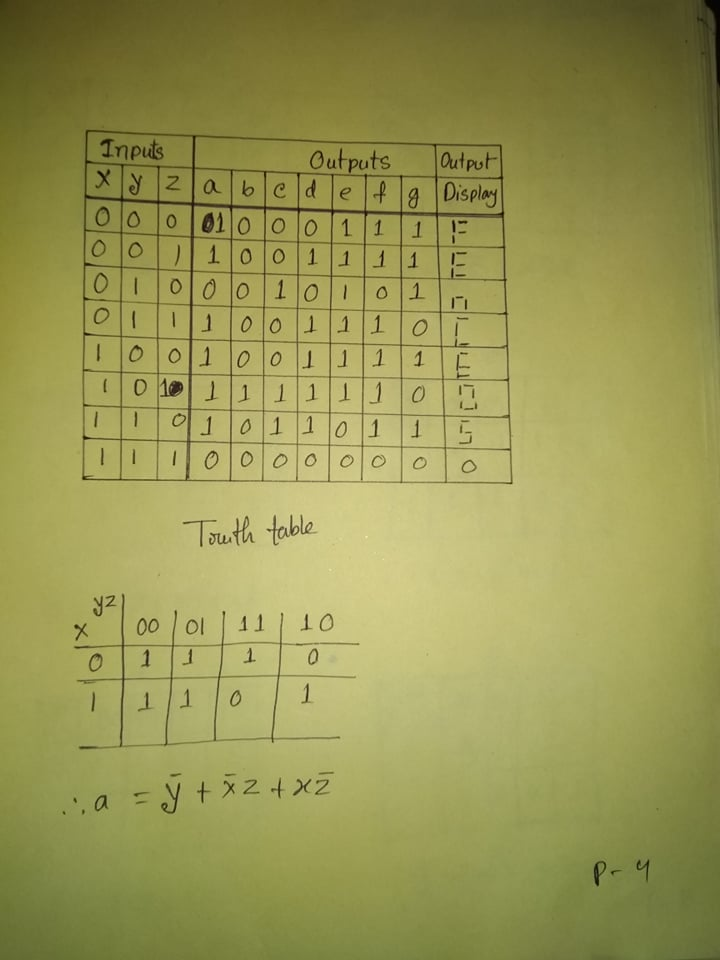 Inputs Outputs Output
x y z a b c d e f g Display
0 0 0 1 0 0 0 1 1 1 F
0 0 1 1 0 0 1 1 1 1 E
0 1 0 0 0 1 0 1 0 1 n
0 1 1 1 0 0 1 1 1 0 C
1 0 0 1 0 0 1 1 1 1 E
1 0 1 1 1 1 1 1 1 0 0
1 1 0 1 0 1 1 0 1 1 5
1 1 1 0 0 0 0 0 0 0 0
Trouth table
x yz 00 01 11 10
0 1 1 1 0
1 1 1 0 1
∴ a = ȳ + x̄z + xz̄
P- 4